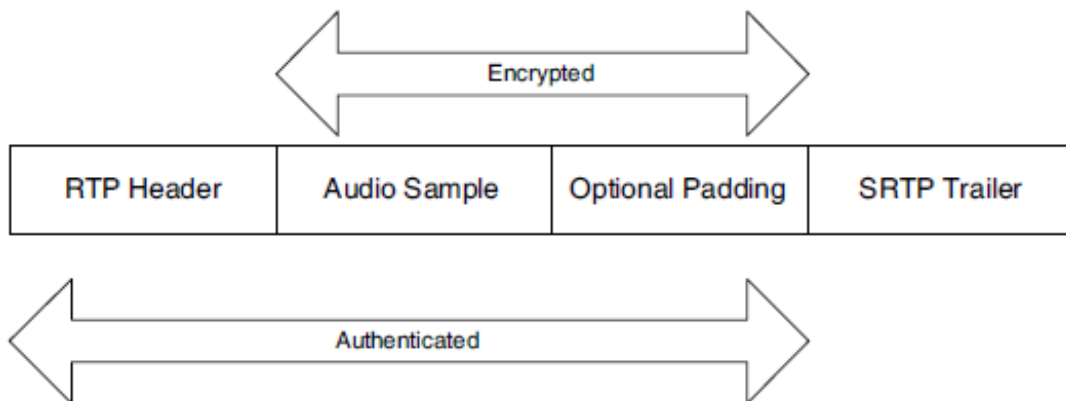 Encrypted
RTP Header Audio Sample Optional Padding SRTP Trailer
Authenticated